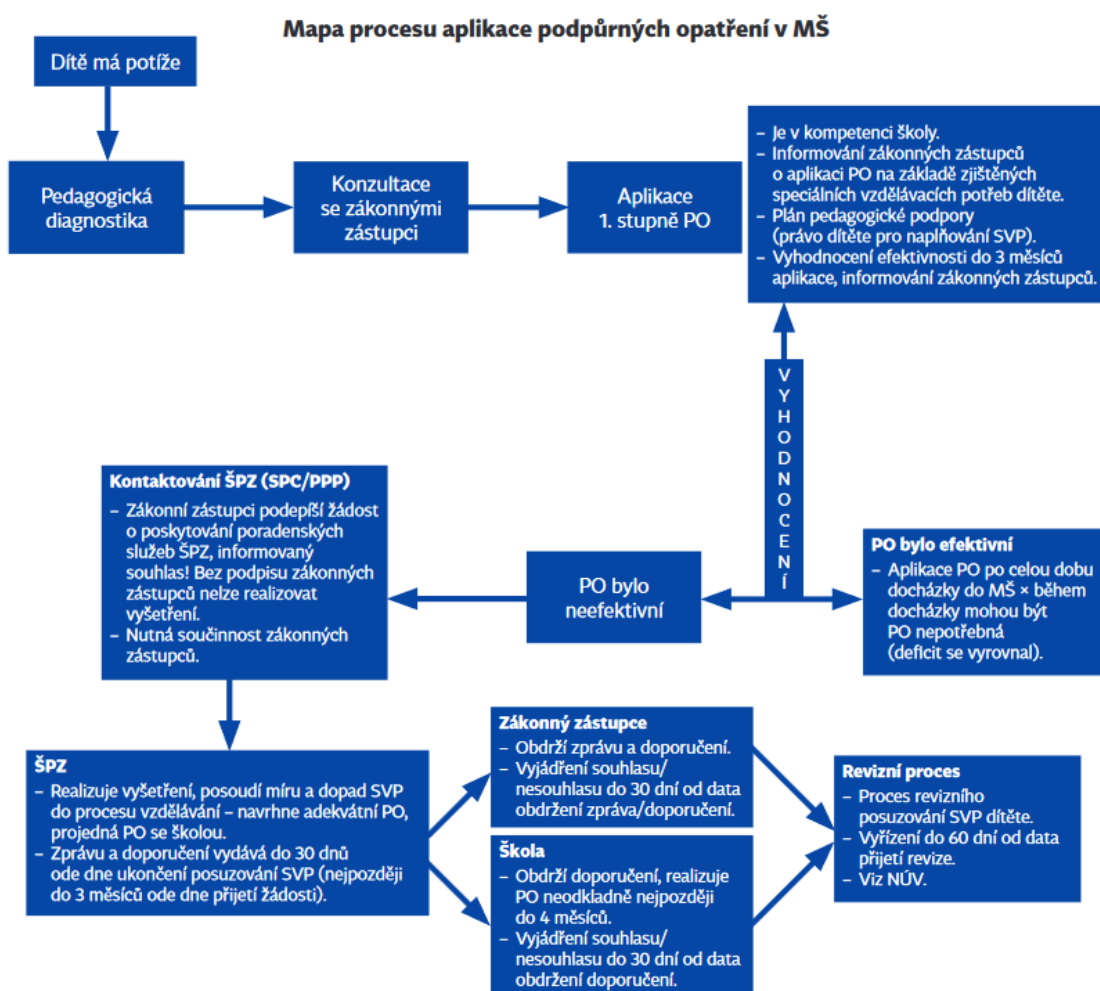 Mapa procesu aplikace podpůrných opatření v MŠ
Dítě má potíže
Pedagogická
diagnostika
Konzultace
se zákonnými
zástupci
Aplikace
1. stupně PO
– Je v kompetenci školy.
– Informování zákonných zástupců
o aplikaci PO na základě zjištěných
speciálních vzdělávacích potřeb dítěte.
– Plán pedagogické podpory
(právo dítěte pro naplňování SVP).
– Vyhodnocení efektivnosti do 3 měsíců
aplikace, informování zákonných zástupců.
VYHODNOCENÍ
Kontaktování ŠPZ (SPC/PPP)
– Zákonní zástupci podepíší žádost
o poskytování poradenských
služeb ŠPZ, informovaný
souhlas! Bez podpisu zákonných
zástupců nelze realizovat
vyšetření.
– Nutná součinnost zákonných
zástupců.
PO bylo
neefektivní
PO bylo efektivní
– Aplikace PO po celou dobu
docházky do MŠ × během
docházky mohou být
PO nepotřebná
(deficit se vyrovnal).
ŠPZ
– Realizuje vyšetření, posoudí míru a dopad SVP
do procesu vzdělávání – navrhne adekvátní PO,
projedná PO se školou.
– Zprávu a doporučení vydává do 30 dnů
ode dne ukončení posuzování SVP (nejpozději
do 3 měsíců ode dne přijetí žádosti).
Zákonný zástupce
– Obdrží zprávu a doporučení.
– Vyjádření souhlasu/
nesouhlasu do 30 dní od data
obdržení zpráva/doporučení.
Škola
– Obdrží doporučení, realizuje
PO neodkladně nejpozději
do 4 měsíců.
– Vyjádření souhlasu/
nesouhlasu do 30 dní od data
obdržení doporučení.
Revizní proces
– Proces revizního
posuzování SVP dítěte.
– Vyřízení do 60 dní od data
přijetí revize.
– Viz NÚV.